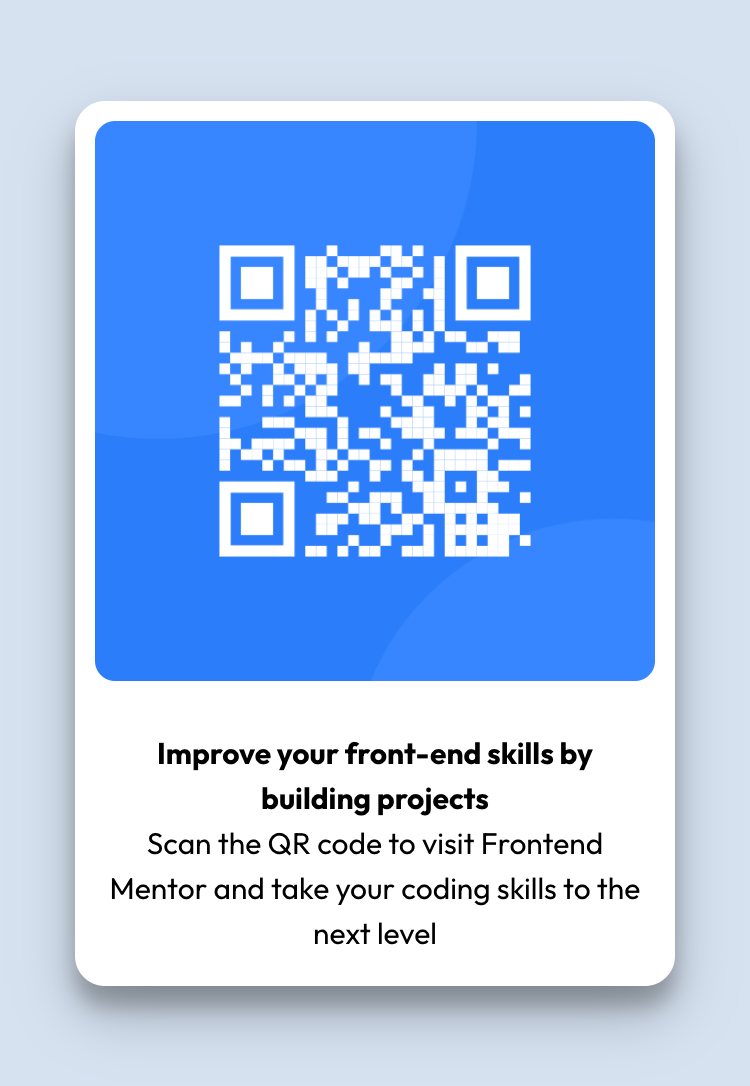 Improve your front-end skills by
building projects
Scan the QR code to visit Frontend
Mentor and take your coding skills to the
next level